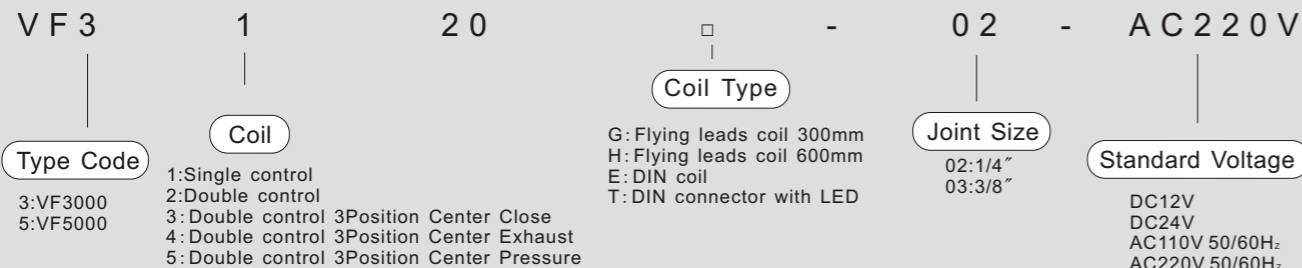 VF3 1 20 □ - 02 - AC220V
Type Code
3:VF3000
5:VF5000
Coil
1:Single control
2:Double control
3:Double control 3Position Center Close
4:Double control 3Position Center Exhaust
5:Double control 3Position Center Pressure
Coil Type
G:Flying leads coil 300mm
H:Flying leads coil 600mm
E:DIN coil
T:DIN connector with LED
Joint Size
02:1/4″
03:3/8″
Standard Voltage
DC12V
DC24V
AC110V 50/60Hz
AC220V 50/60Hz